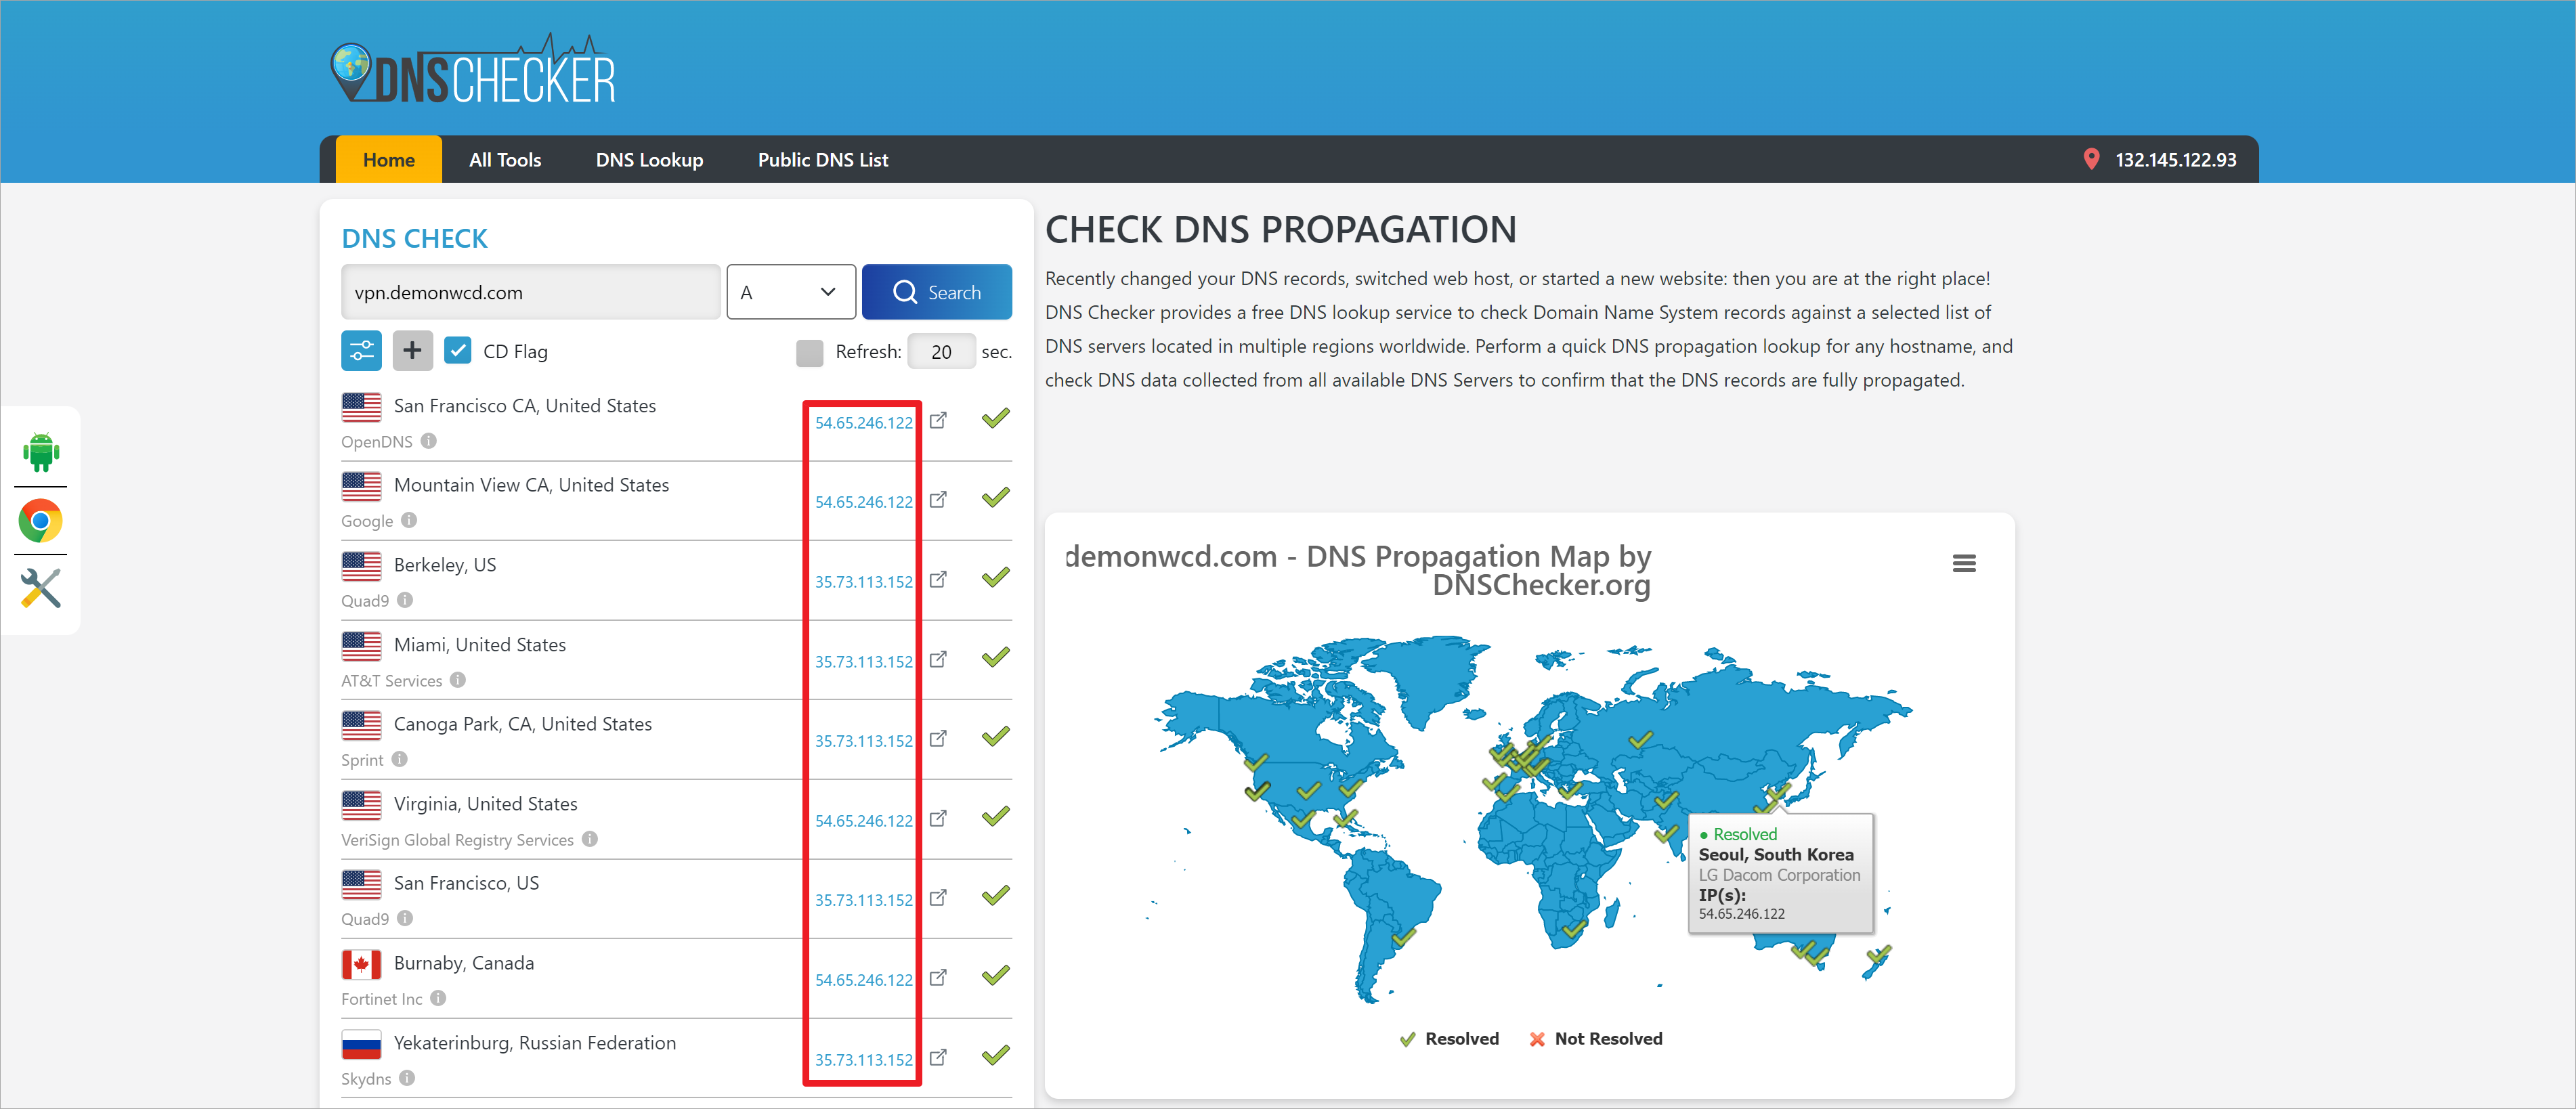 DNSCHECKER
Home
All Tools
DNS Lookup
Public DNS List
132.145.122.93
DNS CHECK
vpn.demonwcd.com
A
Search
CD Flag
Refresh:
20
sec.
San Francisco CA, United States
OpenDNS
54.65.246.122
Mountain View CA, United States
Google
54.65.246.122
Berkeley, US
Quad9
35.73.113.152
Miami, United States
AT&T Services
35.73.113.152
Canoga Park, CA, United States
Sprint
35.73.113.152
Virginia, United States
VeriSign Global Registry Services
54.65.246.122
San Francisco, US
Quad9
35.73.113.152
Burnaby, Canada
Fortinet Inc
54.65.246.122
Yekaterinburg, Russian Federation
Skydns
35.73.113.152
CHECK DNS PROPAGATION
Recently changed your DNS records, switched web host, or started a new website: then you are at the right place!
DNS Checker provides a free DNS lookup service to check Domain Name System records against a selected list of
DNS servers located in multiple regions worldwide. Perform a quick DNS propagation lookup for any hostname, and
check DNS data collected from all available DNS Servers to confirm that the DNS records are fully propagated.
demonwcd.com - DNS Propagation Map by
DNSChecker.org
Resolved
Seoul, South Korea
LG Dacom Corporation
IP(s):
54.65.246.122
Resolved
Not Resolved